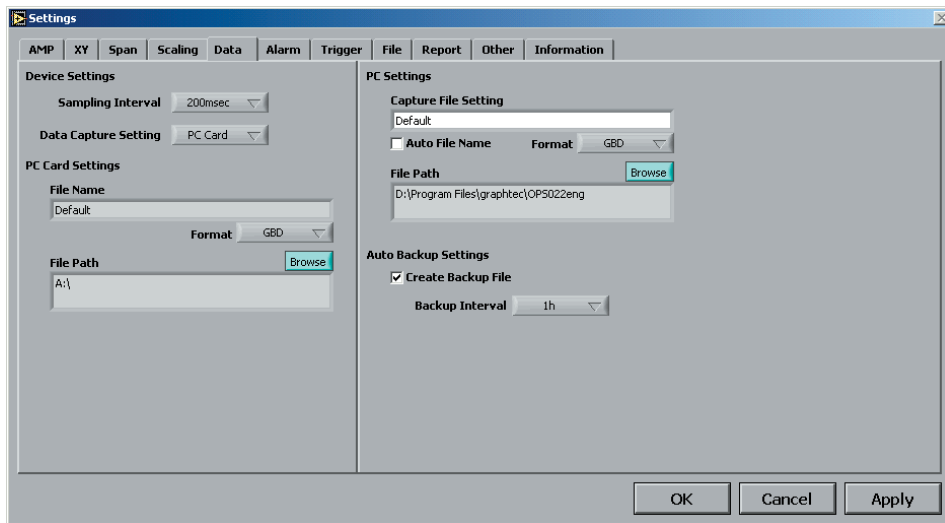 Settings
AMP XY Span Scaling Data Alarm Trigger File Report Other Information
Device Settings
Sampling Interval 200msec
Data Capture Setting PC Card
PC Card Settings
File Name
Default
Format GBD
File Path Browse
A:\
PC Settings
Capture File Setting
Default
Auto File Name Format GBD
File Path Browse
D:\Program Files\graphtec\OPS022eng
Auto Backup Settings
Create Backup File
Backup Interval 1h
OK Cancel Apply